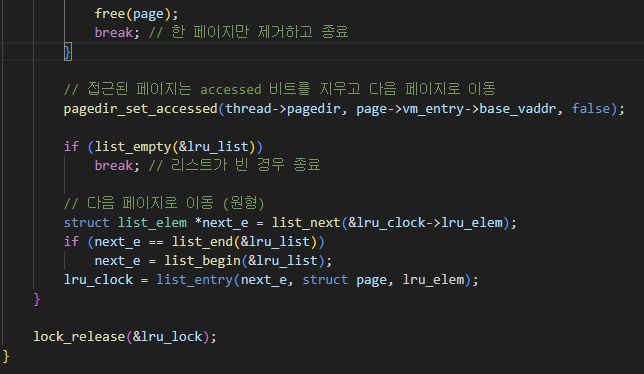 free(page);
break; // 한 페이지만 제거하고 종료
}
// 접근된 페이지는 accessed 비트를 지우고 다음 페이지로 이동
pagedir_set_accessed(thread->pagedir, page->vm_entry->base_vaddr, false);
if (list_empty(&lru_list))
break; // 리스트가 빈 경우 종료
// 다음 페이지로 이동 (원형)
struct list_elem *next_e = list_next(&lru_clock->lru_elem);
if (next_e == list_end(&lru_list))
next_e = list_begin(&lru_list);
lru_clock = list_entry(next_e, struct page, lru_elem);
}
lock_release(&lru_lock);
}